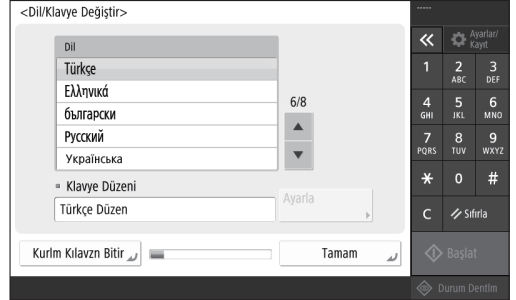 <Dil/Klavye Değiştir>
Dil
Türkçe
Ελληνικά
български
Русский
Українська
6/8
Klavye Düzeni
Türkçe Düzen
Ayarla
Kurlm Kılavzn Bitir
Tamam
-----
Ayarlar/
Kayıt
1
2
ABC
3
DEF
4
GHI
5
JKL
6
MNO
7
PQRS
8
TUV
9
WXYZ
*
0
#
C
Sıfırla
Başlat
Durum Dentim